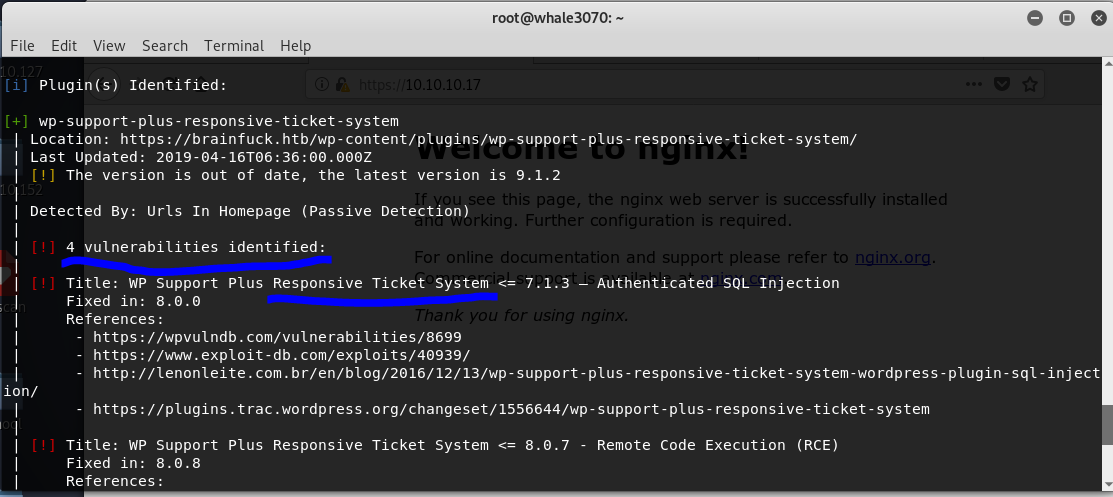 root@whale3070: ~
File Edit View Search Terminal Help
10.127
https://10.10.10.17
[i] Plugin(s) Identified:
[+] wp-support-plus-responsive-ticket-system
| Location: https://brainfuck.htb/wp-content/plugins/wp-support-plus-responsive-ticket-system/
| Last Updated: 2019-04-16T06:36:00.000Z
Welcome to nginx!
| [!] The version is out of date, the latest version is 9.1.2
10.152
If you see this page, the nginx web server is successfully installed
and working. Further configuration is required.
|
| Detected By: Urls In Homepage (Passive Detection)
|
| [!] 4 vulnerabilities identified:
For online documentation and support please refer to nginx.org.
Commercial support is available at nginx.com.
|
| [!] Title: WP Support Plus Responsive Ticket System <= 7.1.3 – Authenticated SQL Injection
| Fixed in: 8.0.0
Thank you for using nginx.
| References:
| - https://wpvulndb.com/vulnerabilities/8699
| - https://www.exploit-db.com/exploits/40939/
| - http://lenonleite.com.br/en/blog/2016/12/13/wp-support-plus-responsive-ticket-system-wordpress-plugin-sql-inject
ion/
| - https://plugins.trac.wordpress.org/changeset/1556644/wp-support-plus-responsive-ticket-system
|
| [!] Title: WP Support Plus Responsive Ticket System <= 8.0.7 - Remote Code Execution (RCE)
| Fixed in: 8.0.8
| References: